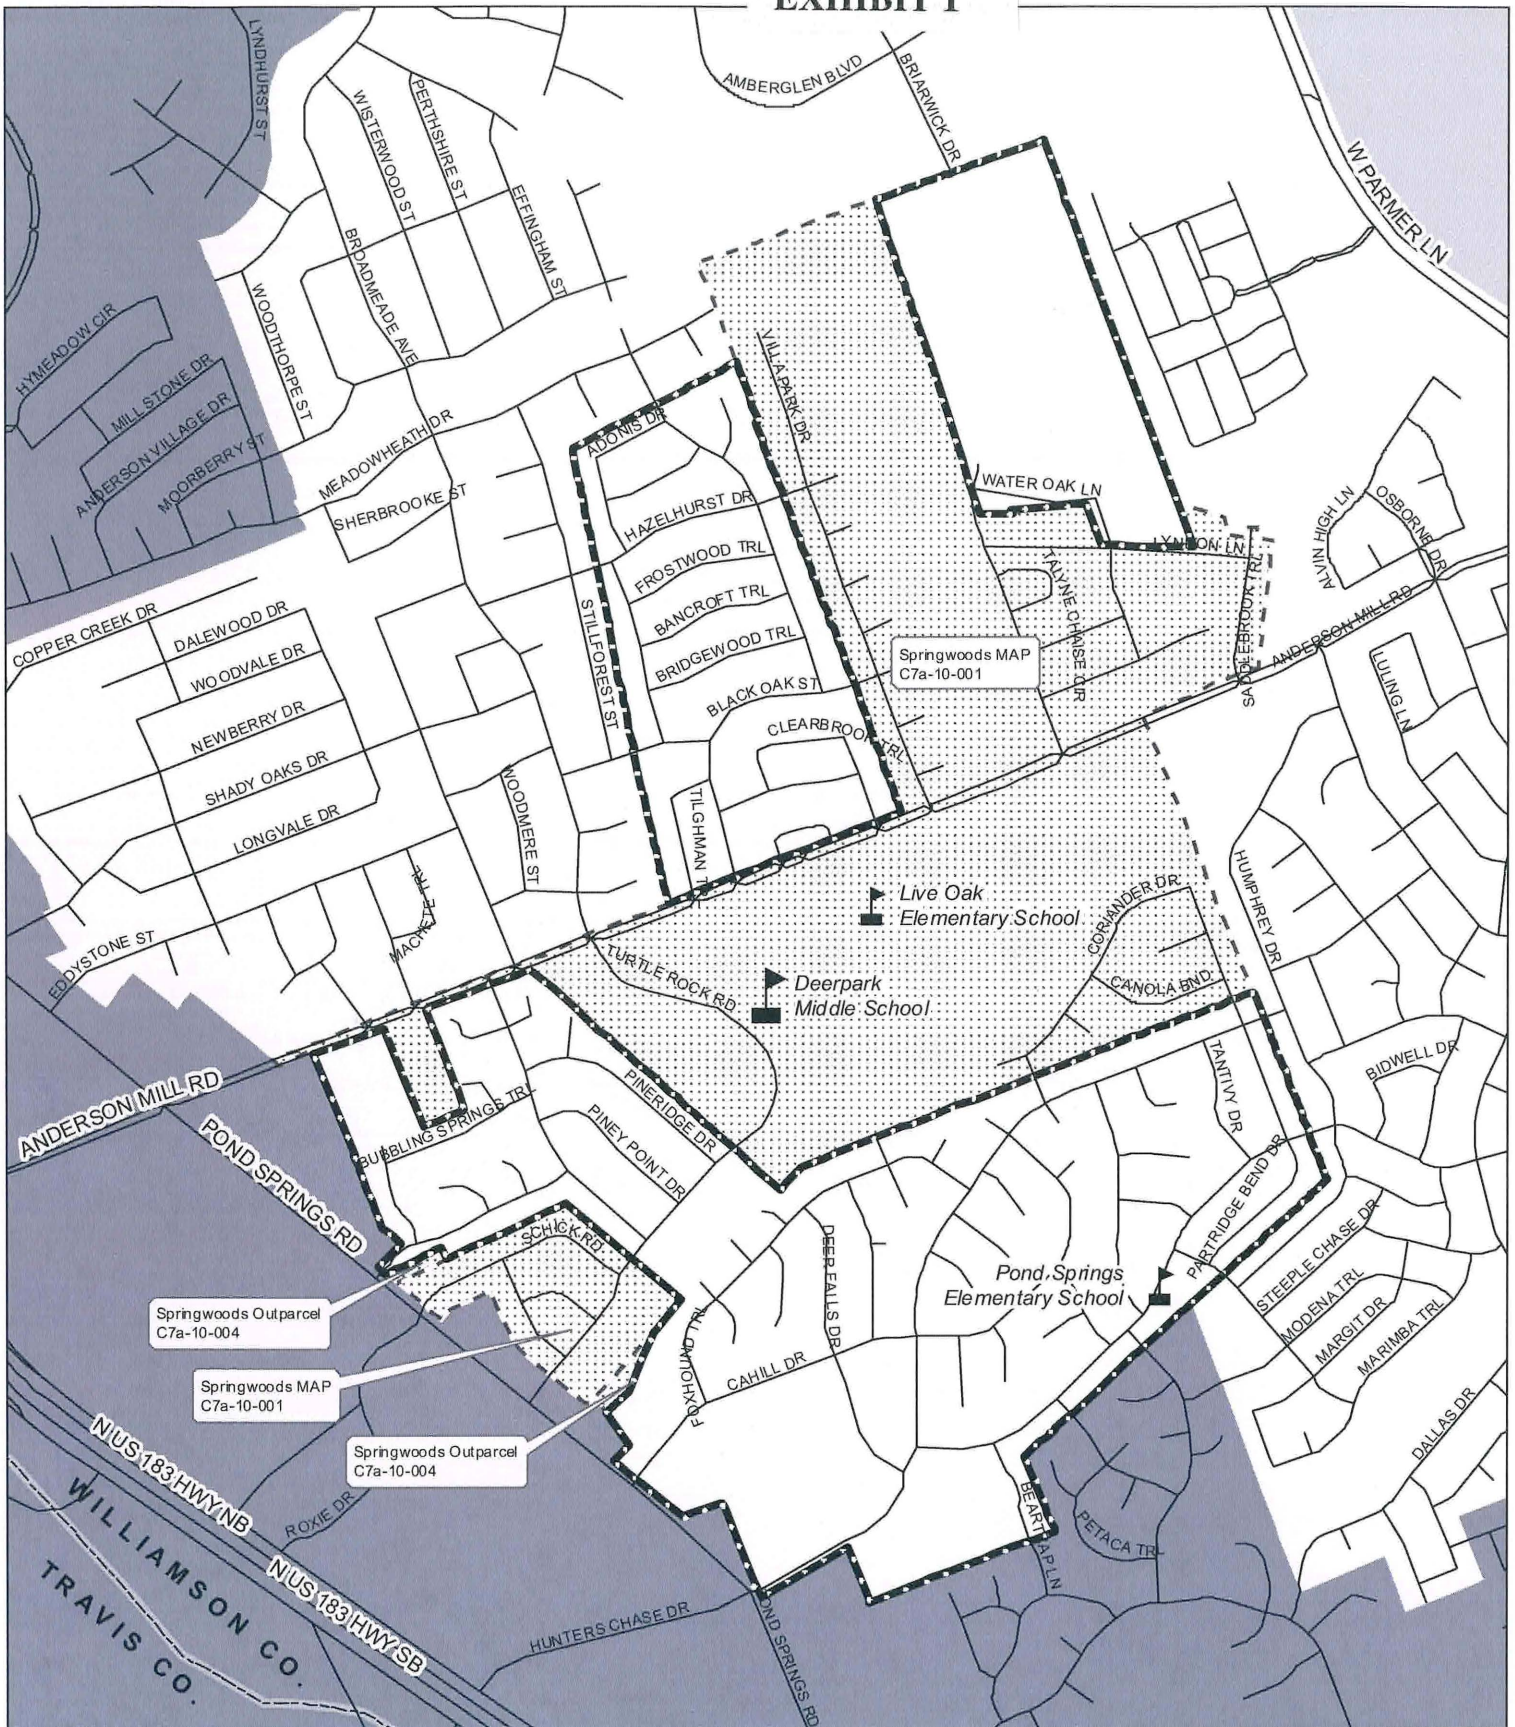 EXHIBIT I
LYNDHURST ST
AMBERGLEN BLVD
BRIARWICK DR
WISTERWOOD ST
PERTHSHIRE ST
EFFINGHAM ST
W PARMER LN
BROADMEADE AVE
WOODTHORPE ST
HYMEADOW CIR
MILLSTONE DR
ANDERSON VILLAGE DR
MOORBERRY ST
MEADOWHEATH DR
SHERBROOKE ST
ADONIS DR
VILLA PARK DR
HAZELHURST DR
WATER OAK LN
FROSTWOOD TRL
LYNDON LN
ALVIN HIGH LN
OSBORNE DR
BANCROFT TRL
TALYNE CHAISE CIR
SADDLEBROOK TRL
ANDERSON MILL RD
COPPER CREEK DR
DALEWOOD DR
WOODVALE DR
STILLFOREST ST
BRIDGEWOOD TRL
Springwoods MAP
C7a-10-001
LULING LN
BLACK OAK ST
CLEARBROOK TRL
NEWBERRY DR
SHADY OAKS DR
LONGVALE DR
WOODMERE ST
TILGHMAN T
HUMPHREY DR
MACHETE TRL
Live Oak
Elementary School
CORIANDER DR
EDDYSTONE ST
TURTLE ROCK RD
Deerpark
Middle School
CANOLA BND
ANDERSON MILL RD
POND SPRINGS RD
BUBBLING SPRINGS TRL
PINERIDGE DR
PINEY POINT DR
TANTIVY DR
BIDWELL DR
PARTRIDGE BEND DR
SCHICK RD
DEER FALLS DR
STEEPLE CHASE DR
Pond Springs
Elementary School
MODENA TRL
MARGIT DR
MARIMBA TRL
Springwoods Outparcel
C7a-10-004
FOXHOUND TRL
CAHILL DR
Springwoods MAP
C7a-10-001
DALLAS DR
Springwoods Outparcel
C7a-10-004
N US 183 HWY NB
ROXIE DR
WILLIAMSON CO.
TRAVIS CO.
N US 183 HWY SB
BEARTRAP LN
PETACA TRL
HUNTERS CHASE DR
POND SPRINGS RD